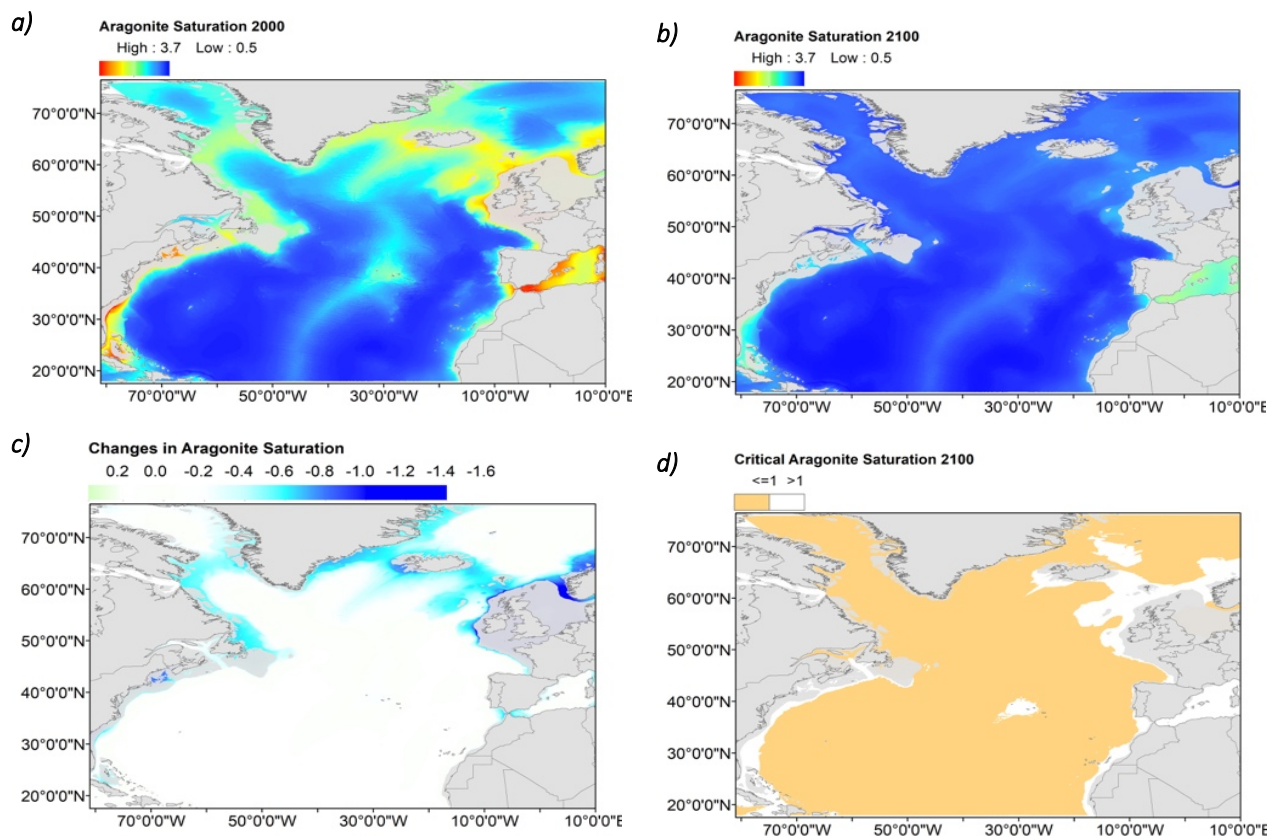 a)
Aragonite Saturation 2000
High : 3.7 Low : 0.5
70°0'0"N
60°0'0"N
50°0'0"N
40°0'0"N
30°0'0"N
20°0'0"N
70°0'0"W 50°0'0"W 30°0'0"W 10°0'0"W 10°0'0"E
b)
Aragonite Saturation 2100
High : 3.7 Low : 0.5
70°0'0"N
60°0'0"N
50°0'0"N
40°0'0"N
30°0'0"N
20°0'0"N
70°0'0"W 50°0'0"W 30°0'0"W 10°0'0"W 10°0'0"E
c)
Changes in Aragonite Saturation
0.2 0.0 -0.2 -0.4 -0.6 -0.8 -1.0 -1.2 -1.4 -1.6
70°0'0"N
60°0'0"N
50°0'0"N
40°0'0"N
30°0'0"N
20°0'0"N
70°0'0"W 50°0'0"W 30°0'0"W 10°0'0"W 10°0'0"E
d)
Critical Aragonite Saturation 2100
<=1 >1
70°0'0"N
60°0'0"N
50°0'0"N
40°0'0"N
30°0'0"N
20°0'0"N
70°0'0"W 50°0'0"W 30°0'0"W 10°0'0"W 10°0'0"E